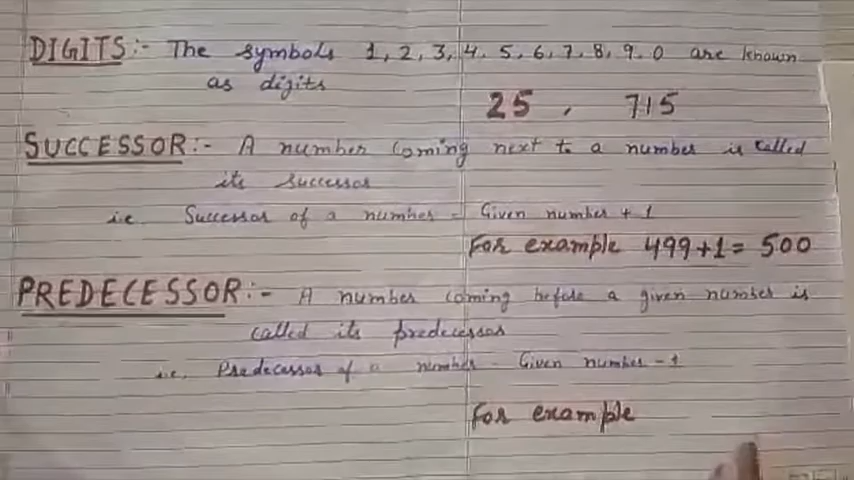 DIGITS:- The symbols 1, 2, 3, 4, 5, 6, 7, 8, 9, 0 are known
as digits
25 , 715
SUCCESSOR:- A number coming next to a number is called
its successor
i.e. Successor of a number = Given number + 1
For example 499+1= 500
PREDECESSOR:- A number coming before a given number is
called its predecessor
i.e. Predecessor of a number - Given number - 1
For example